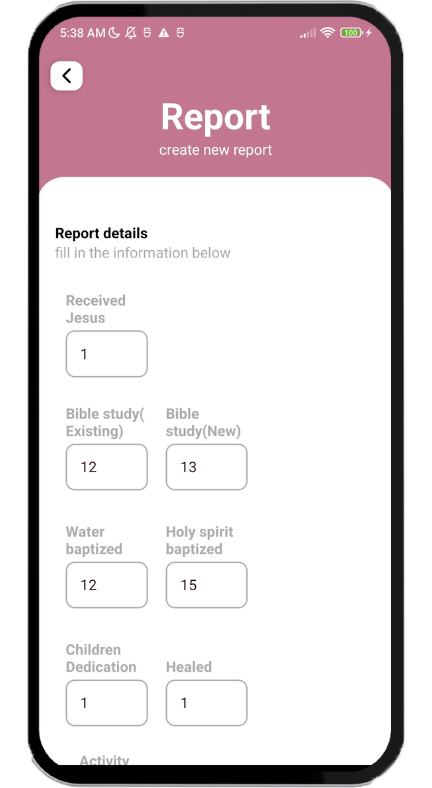 5:38 AM
100
Report
create new report
Report details
fill in the information below
Received
Jesus
1
Bible study(
Existing)
Bible
study(New)
12
13
Water
baptized
Holy spirit
baptized
12
15
Children
Dedication
Healed
1
1
Activity